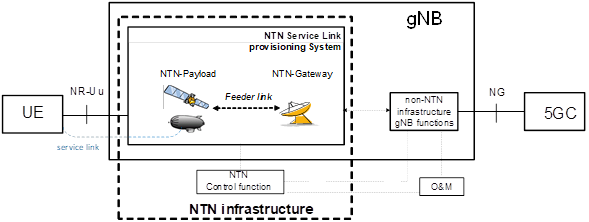 gNB
NTN Service Link
provisioning System
NTN-Payload
NTN-Gateway
Feeder link
NR-Uu
UE
service link
non-NTN
infrastructure
gNB functions
NG
5GC
NTN
Control function
O&M
NTN infrastructure